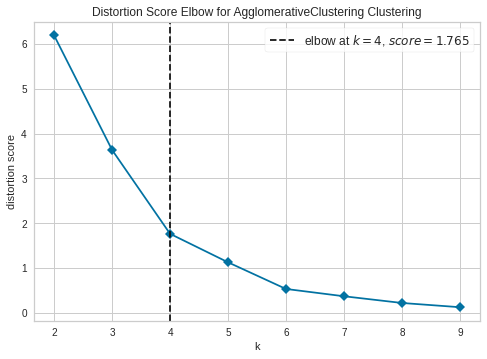 Distortion Score Elbow for AgglomerativeClustering Clustering
elbow at k = 4, score = 1.765
6
5
4
3
2
1
0
distortion score
2 3 4 5 6 7 8 9
k